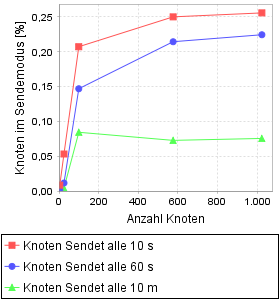 0,25
0,20
0,15
0,10
0,05
0,00
Knoten im Sendemodus [%]
0
200
400
600
800
1.000
Anzahl Knoten
Knoten Sendet alle 10 s
Knoten Sendet alle 60 s
Knoten Sendet alle 10 m